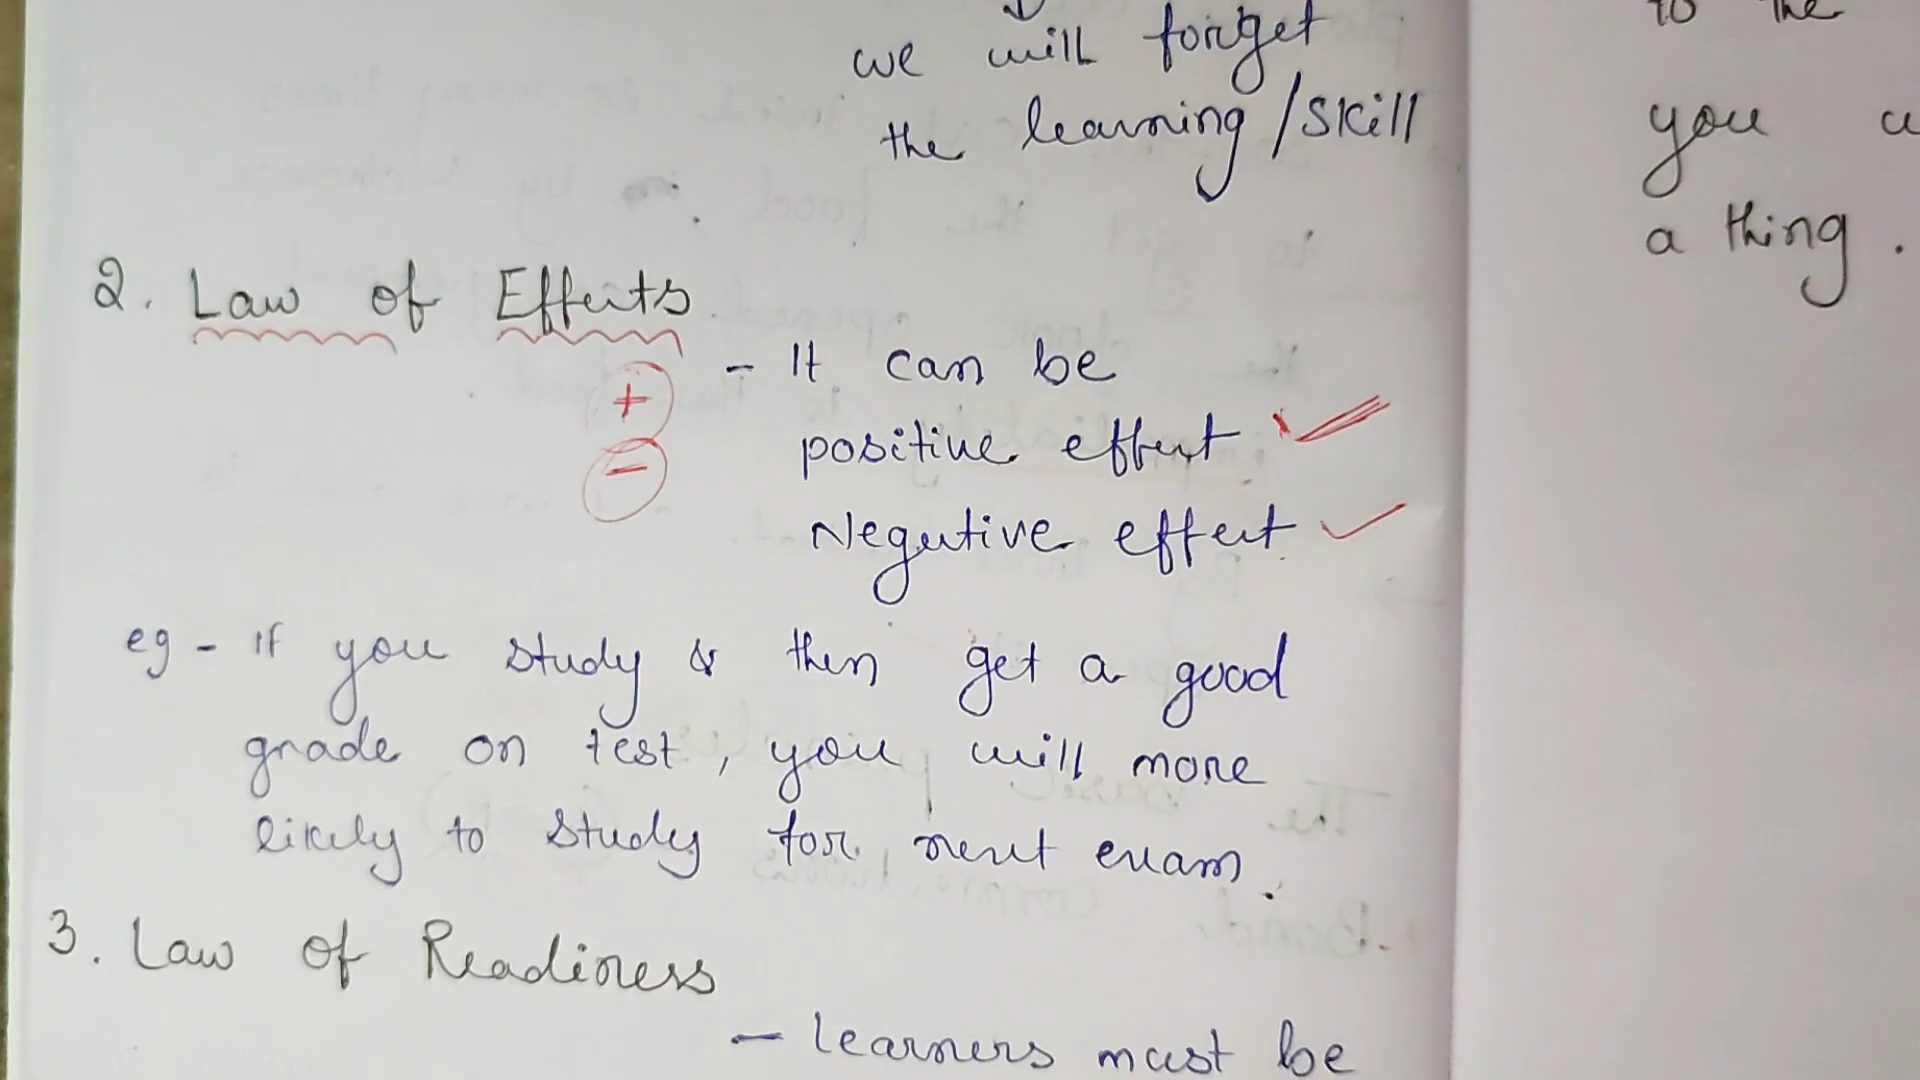 we will forget
the learning/skill
2. Law of Effects
+
- It can be
positive effect
-
Negative effect
eg - If you study & then get a good
grade on test, you will more
likely to study for next exam.
3. Law of Readiness
- learners must be
to the
you
a thing.